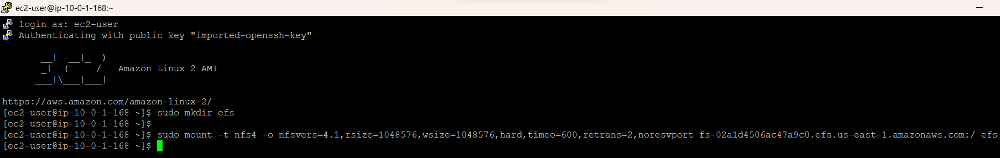 ec2-user@ip-10-0-1-168:~
login as: ec2-user
Authenticating with public key "imported-openssh-key"
       __|  __|_  )
       _|  (     /   Amazon Linux 2 AMI
      ___|\___|___|
https://aws.amazon.com/amazon-linux-2/
[ec2-user@ip-10-0-1-168 ~]$ sudo mkdir efs
[ec2-user@ip-10-0-1-168 ~]$
[ec2-user@ip-10-0-1-168 ~]$ sudo mount -t nfs4 -o nfsvers=4.1,rsize=1048576,wsize=1048576,hard,timeo=600,retrans=2,noresvport fs-02a1d4506ac47a9c0.efs.us-east-1.amazonaws.com:/ efs
[ec2-user@ip-10-0-1-168 ~]$